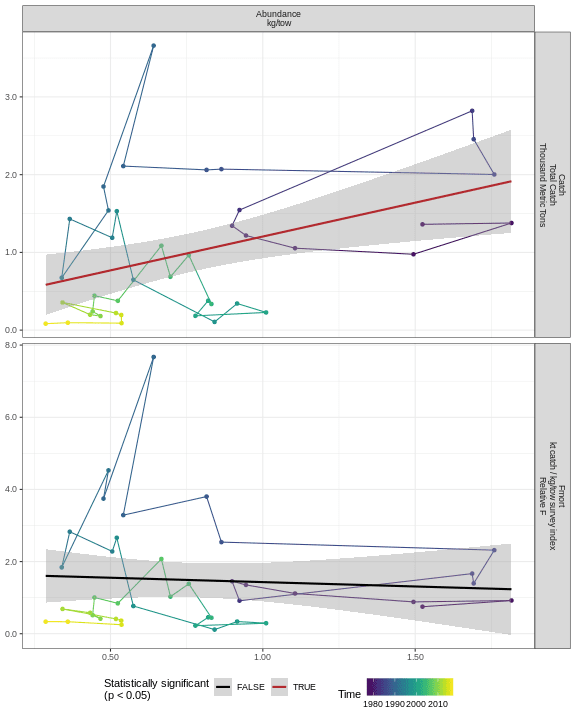 Abundance
kg/tow
3.0
2.0
1.0
0.0
Catch
Total Catch
Thousand Metric Tons
8.0
6.0
4.0
2.0
0.0
Fmort
kt catch / kg/tow survey index
Relative F
0.50
1.00
1.50
Statistically significant
(p < 0.05)
FALSE
TRUE
Time
1980 1990 2000 2010